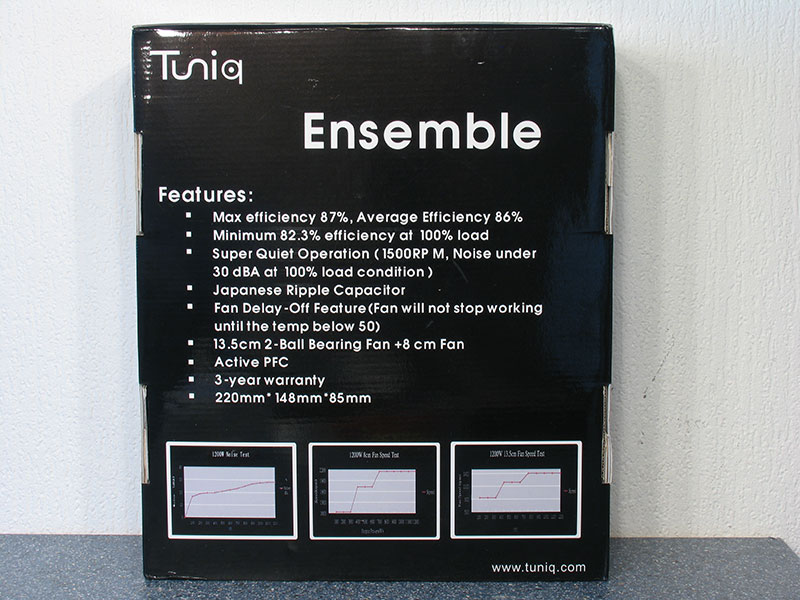 Tuniq
Ensemble
Features:
▪ Max efficiency 87%, Average Efficiency 86%
▪ Minimum 82.3% efficiency at 100% load
▪ Super Quiet Operation ( 1500RP M, Noise under
30 dBA at 100% load condition )
▪ Japanese Ripple Capacitor
▪ Fan Delay-Off Feature(Fan will not stop working
until the temp below 50)
▪ 13.5cm 2-Ball Bearing Fan +8 cm Fan
▪ Active PFC
▪ 3-year warranty
▪ 220mm* 148mm*85mm
1200W Noise Test
1200W 8cm Fan Speed Test
1200W 13.5cm Fan Speed Test
www.tuniq.com